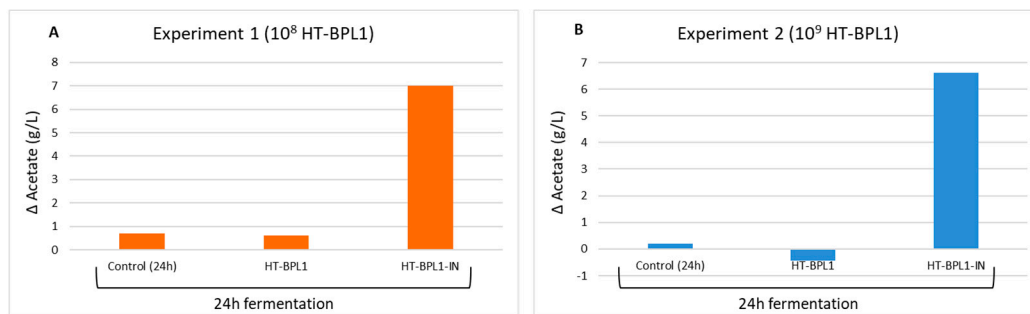 A
Experiment 1 (10⁸ HT-BPL1)
Δ Acetate (g/L)
8
7
6
5
4
3
2
1
0
Control (24h) HT-BPL1 HT-BPL1-IN
24h fermentation
B
Experiment 2 (10⁹ HT-BPL1)
Δ Acetate (g/L)
7
6
5
4
3
2
1
0
-1
Control (24h) HT-BPL1 HT-BPL1-IN
24h fermentation